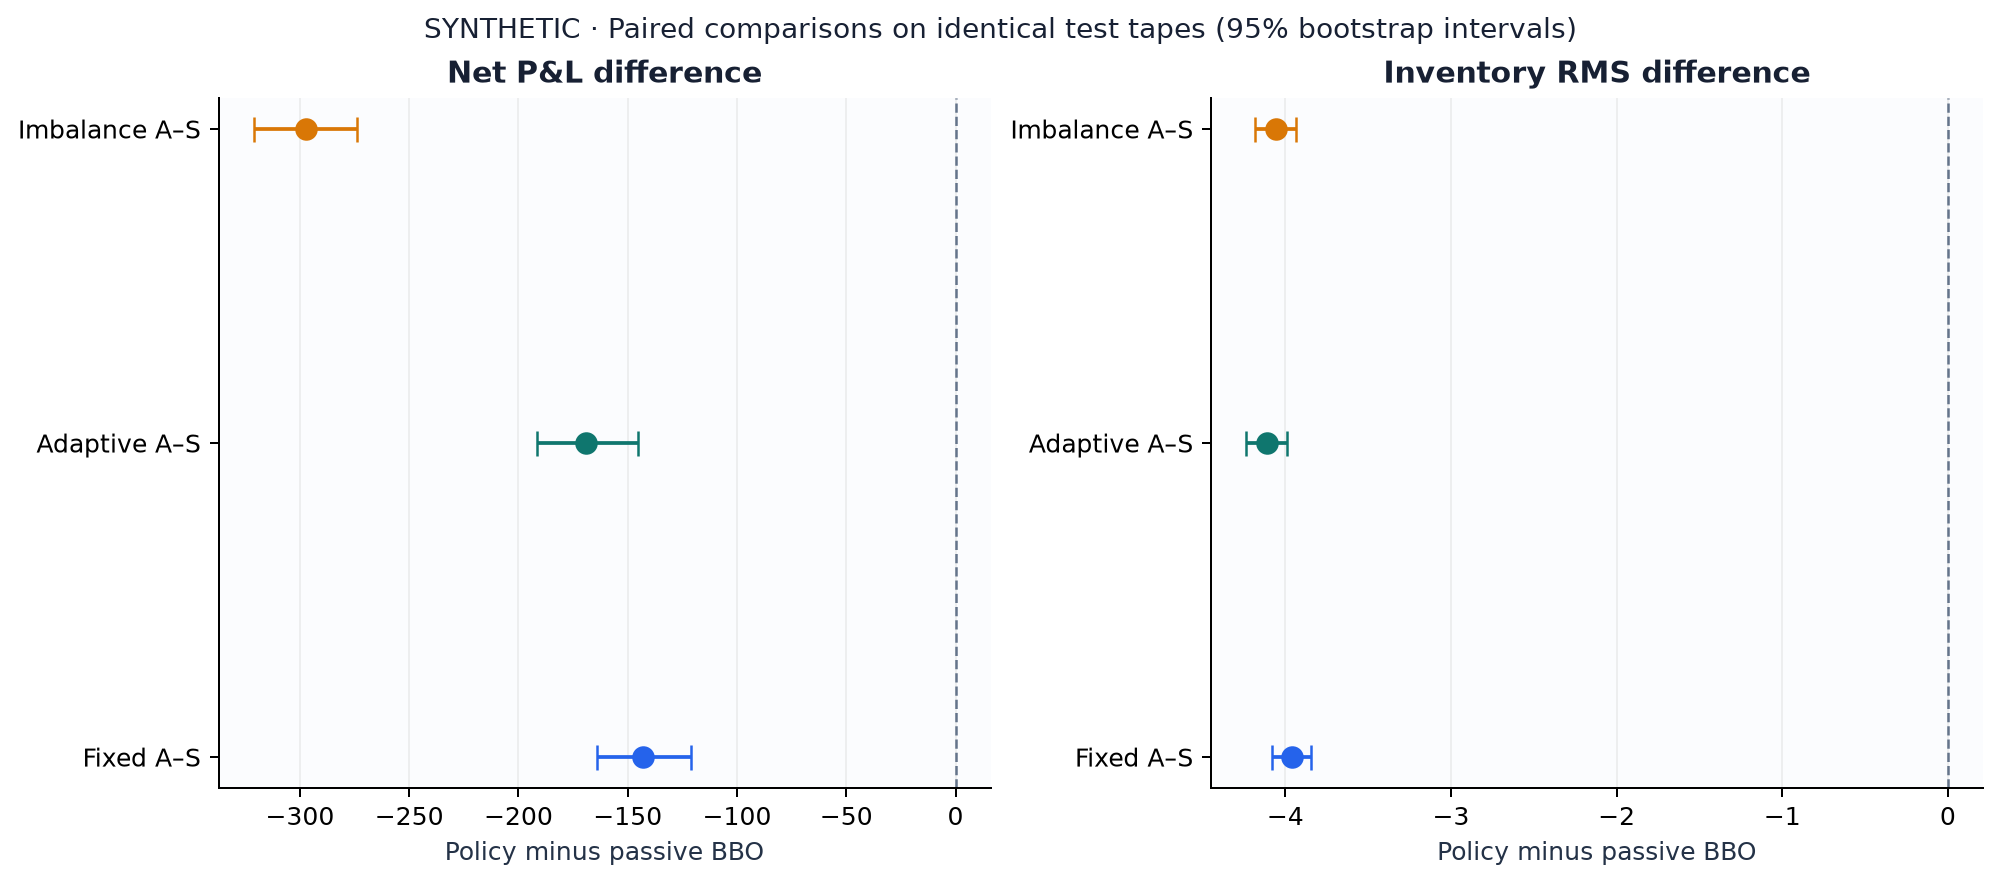 SYNTHETIC · Paired comparisons on identical test tapes (95% bootstrap intervals)
Net P&L difference
Imbalance A–S
Adaptive A–S
Fixed A–S
−300 −250 −200 −150 −100 −50 0
Policy minus passive BBO
Inventory RMS difference
Imbalance A–S
Adaptive A–S
Fixed A–S
−4 −3 −2 −1 0
Policy minus passive BBO